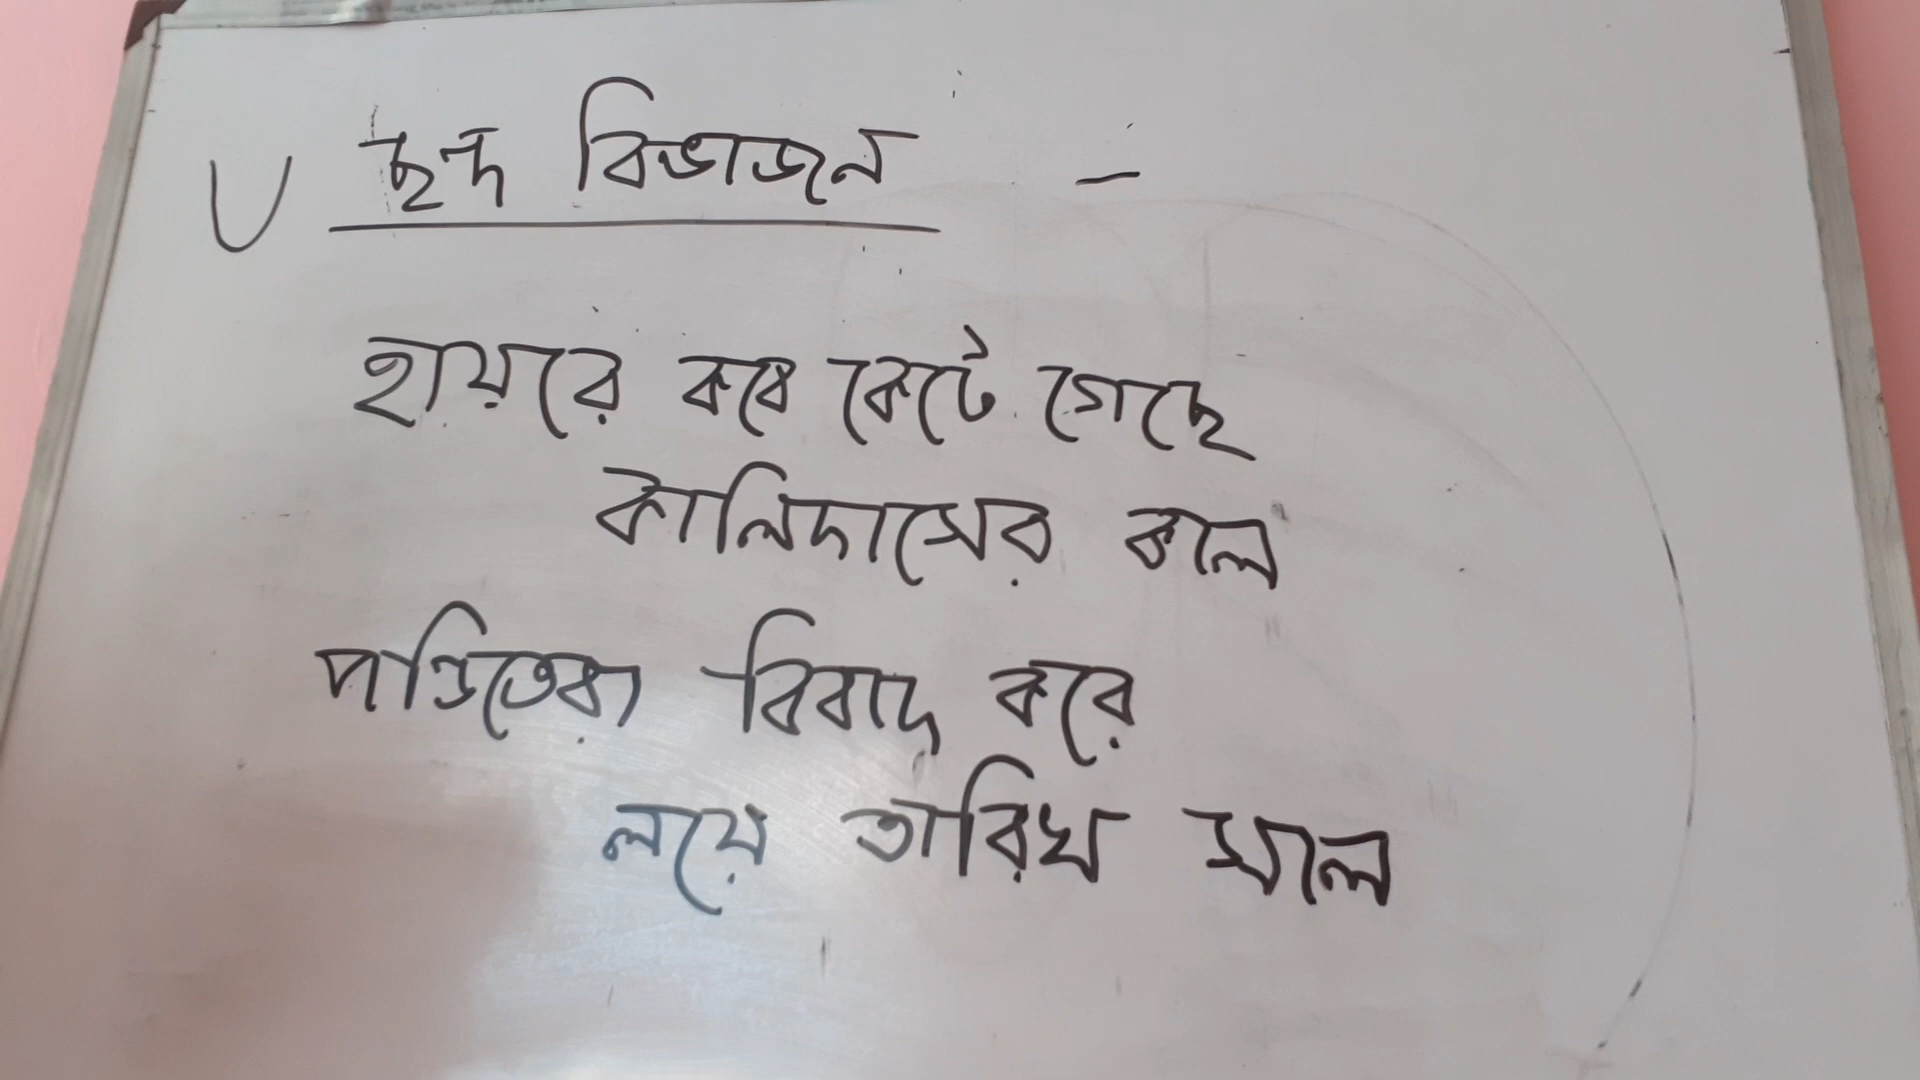 U ছন্দ বিভাজন –
হায়রে কবে কেটে গেছে
কালিদাসের কাল
পণ্ডিতেরা বিবাদ করে
লয়ে তারিখ সাল